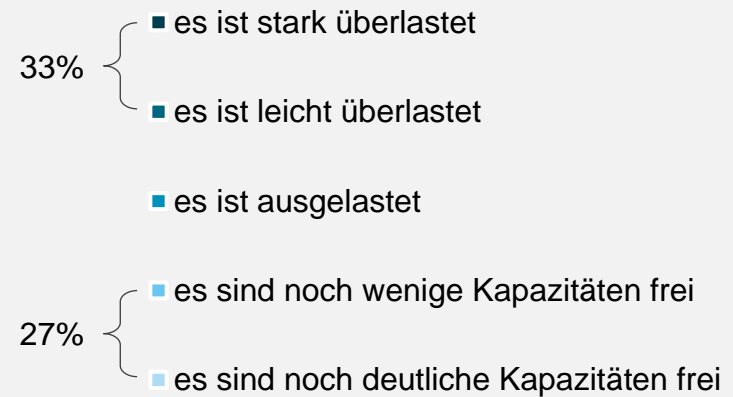 es ist stark überlastet
33%
es ist leicht überlastet
es ist ausgelastet
es sind noch wenige Kapazitäten frei
27%
es sind noch deutliche Kapazitäten frei